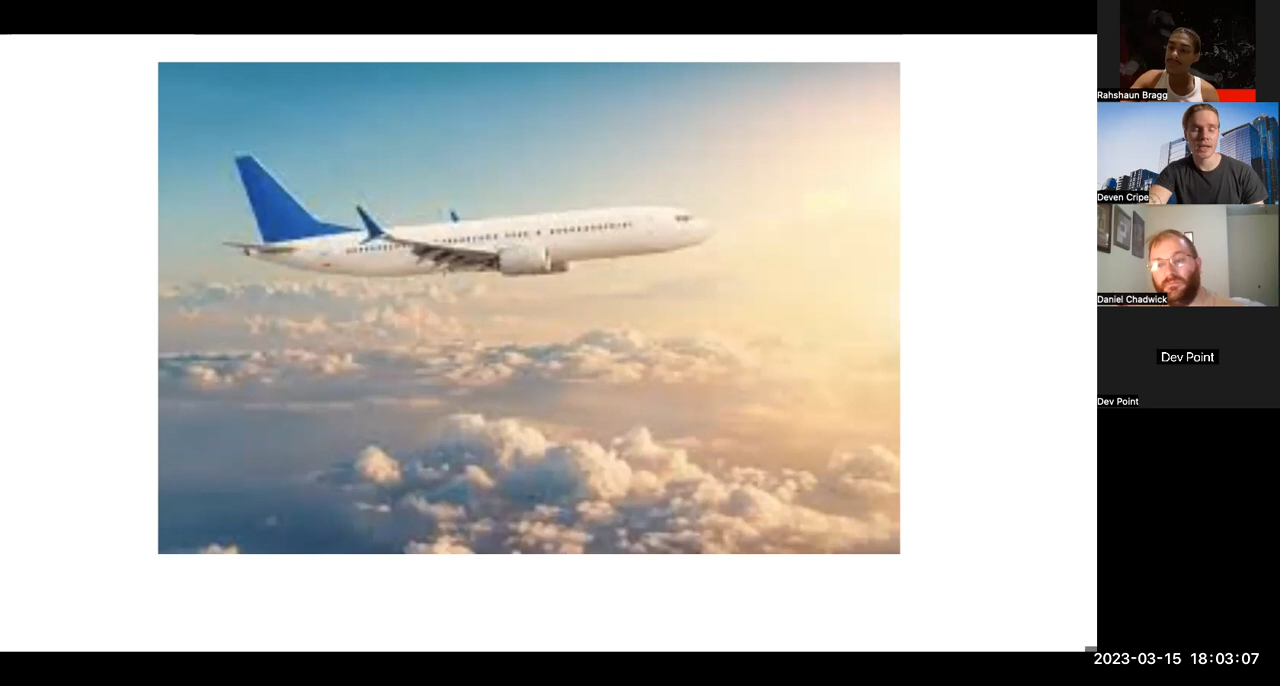 Rahshaun Bragg
Deven Cripe
Daniel Chadwick
Dev Point
Dev Point
2023-03-15 18:03:07